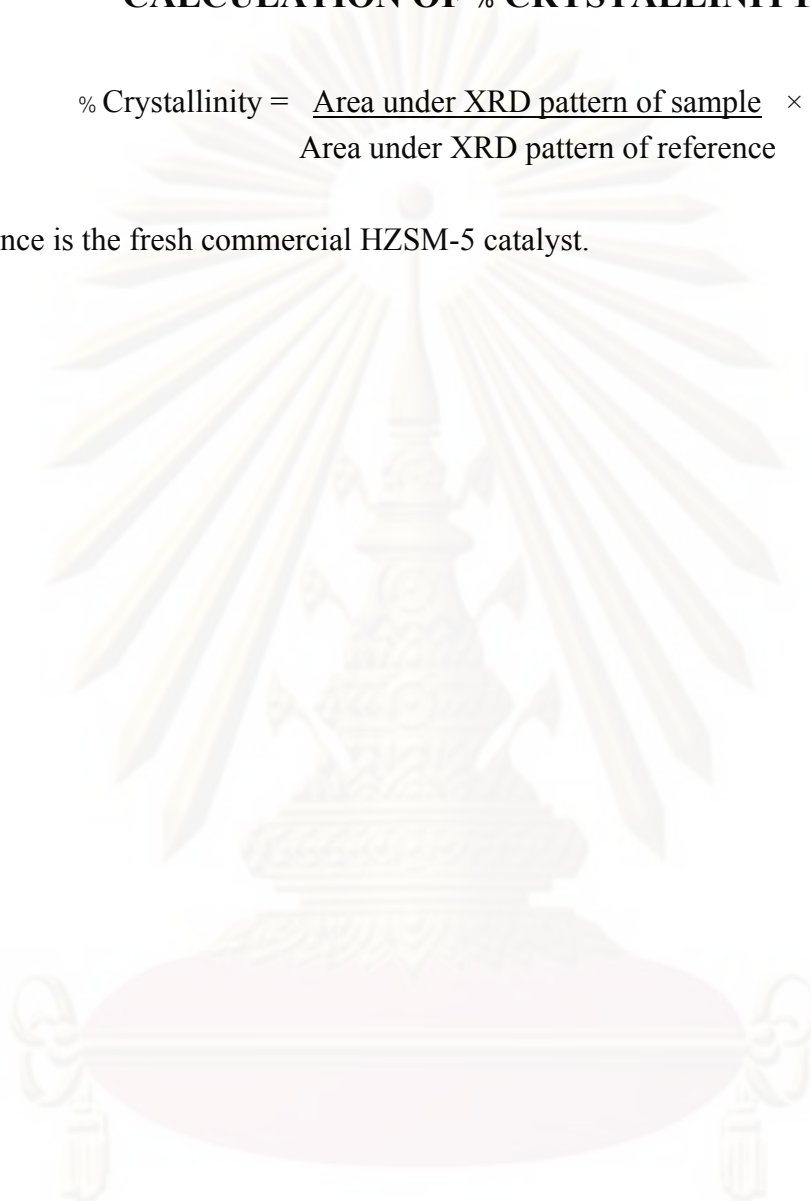 CALCULATION OF % CRYSTALLINITY
% Crystallinity = Area under XRD pattern of sample ×
Area under XRD pattern of reference
nce is the fresh commercial HZSM-5 catalyst.